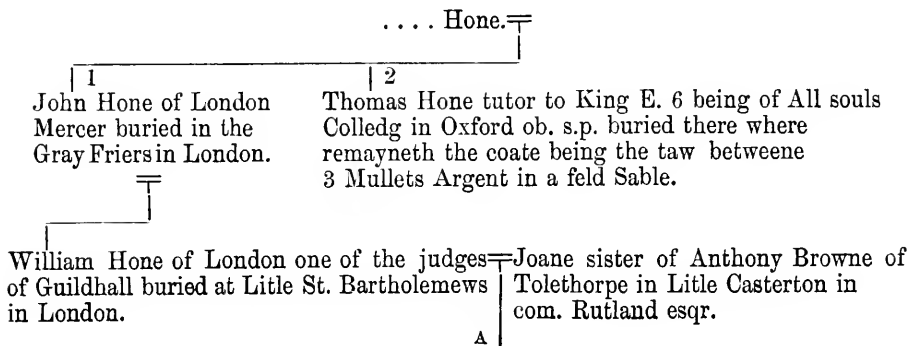 .... Hone.
1
John Hone of London
Mercer buried in the
Gray Friers in London.
2
Thomas Hone tutor to King E. 6 being of All souls
Colledg in Oxford ob. s.p. buried there where
remayneth the coate being the taw betweene
3 Mullets Argent in a feld Sable.
William Hone of London one of the judges
of Guildhall buried at Litle St. Bartholemews
in London.
Joane sister of Anthony Browne of
Tolethorpe in Litle Casterton in
com. Rutland esqr.
A